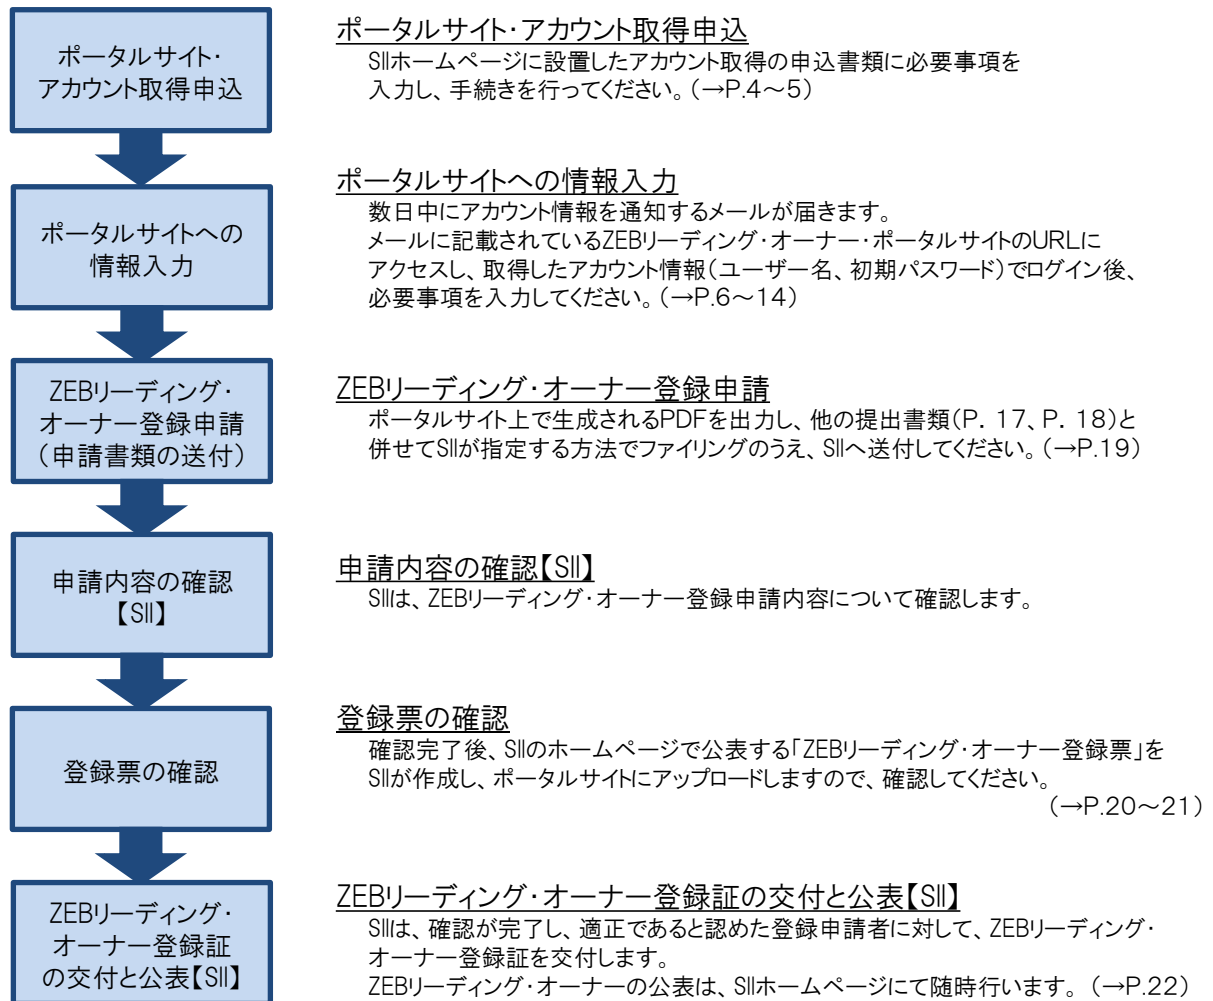 ポータルサイト・
アカウント取得申込
ポータルサイト・アカウント取得申込
SIIホームページに設置したアカウント取得の申込書類に必要事項を
入力し、手続きを行ってください。(→P.4～5)
ポータルサイトへの
情報入力
ポータルサイトへの情報入力
数日中にアカウント情報を通知するメールが届きます。
メールに記載されているZEBリーディング・オーナー・ポータルサイトのURLに
アクセスし、取得したアカウント情報(ユーザー名、初期パスワード)でログイン後、
必要事項を入力してください。(→P.6～14)
ZEBリーディング・
オーナー登録申請
(申請書類の送付)
ZEBリーディング・オーナー登録申請
ポータルサイト上で生成されるPDFを出力し、他の提出書類(P. 17、P. 18)と
併せてSIIが指定する方法でファイリングのうえ、SIIへ送付してください。(→P.19)
申請内容の確認
【SII】
申請内容の確認【SII】
SIIは、ZEBリーディング・オーナー登録申請内容について確認します。
登録票の確認
登録票の確認
確認完了後、SIIのホームページで公表する「ZEBリーディング・オーナー登録票」を
SIIが作成し、ポータルサイトにアップロードしますので、確認してください。
(→P.20～21)
ZEBリーディング・
オーナー登録証
の交付と公表【SII】
ZEBリーディング・オーナー登録証の交付と公表【SII】
SIIは、確認が完了し、適正であると認めた登録申請者に対して、ZEBリーディング・
オーナー登録証を交付します。
ZEBリーディング・オーナーの公表は、SIIホームページにて随時行います。(→P.22)